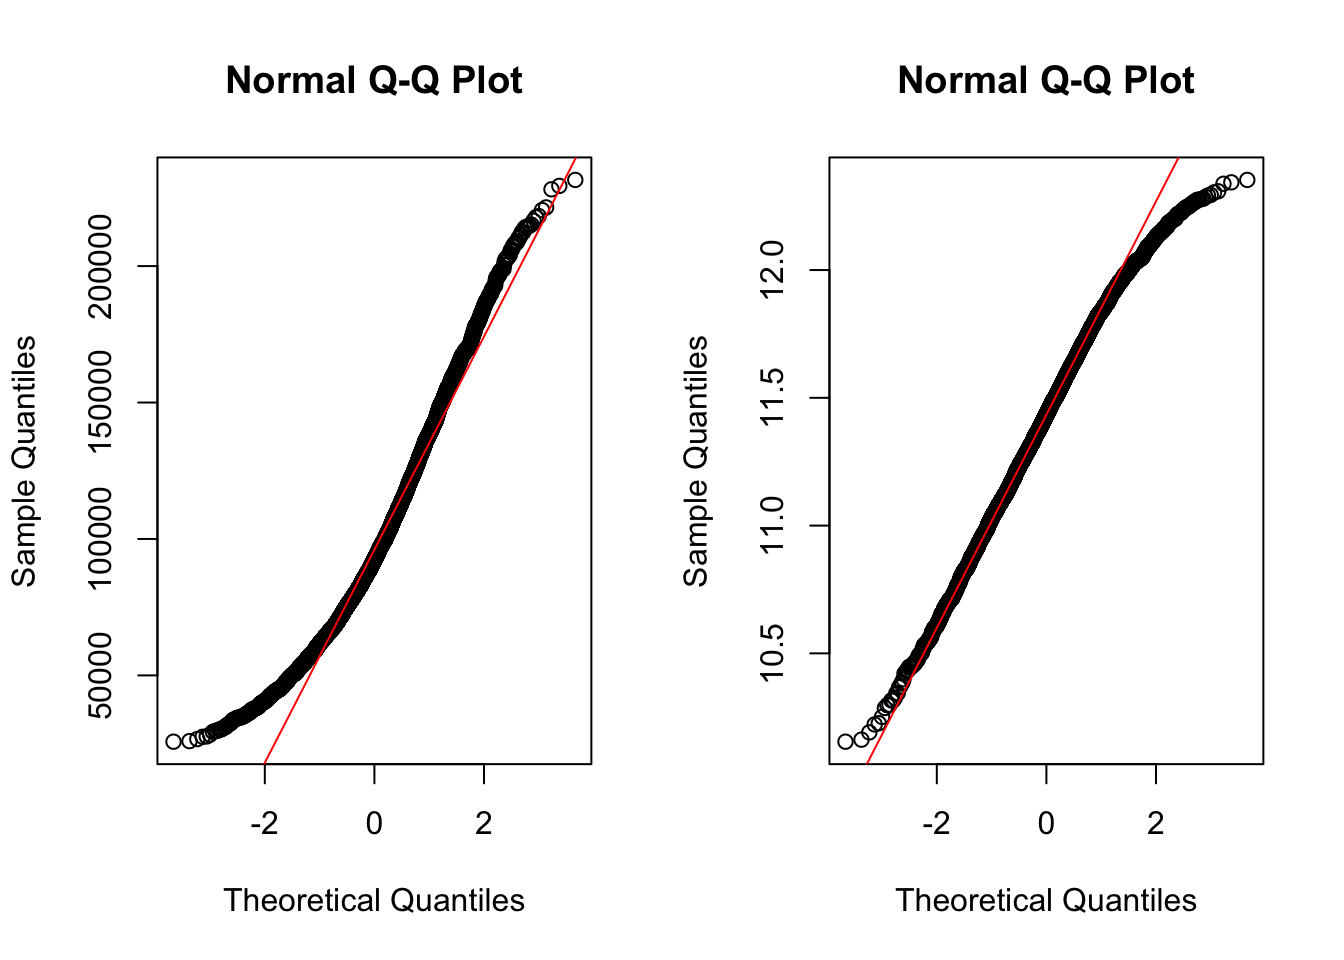 Normal Q-Q Plot
Sample Quantiles
200000
150000
100000
50000
-2 0 2
Theoretical Quantiles
Normal Q-Q Plot
Sample Quantiles
12.0
11.5
11.0
10.5
-2 0 2
Theoretical Quantiles